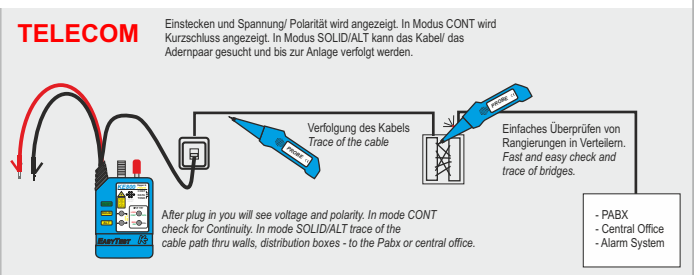 TELECOM
Einstecken und Spannung/ Polarität wird angezeigt. In Modus CONT wird
Kurzschluss angezeigt. In Modus SOLID/ALT kann das Kabel/ das
Adernpaar gesucht und bis zur Anlage verfolgt werden.
PROBE
Verfolgung des Kabels
Trace of the cable
PROBE
Einfaches Überprüfen von
Rangierungen in Verteilern.
Fast and easy check and
trace of bridges.
KE800
EASYTEST
After plug in you will see voltage and polarity. In mode CONT
check for Continuity. In mode SOLID/ALT trace of the
cable path thru walls, distribution boxes - to the Pabx or central office.
- PABX
- Central Office
- Alarm System